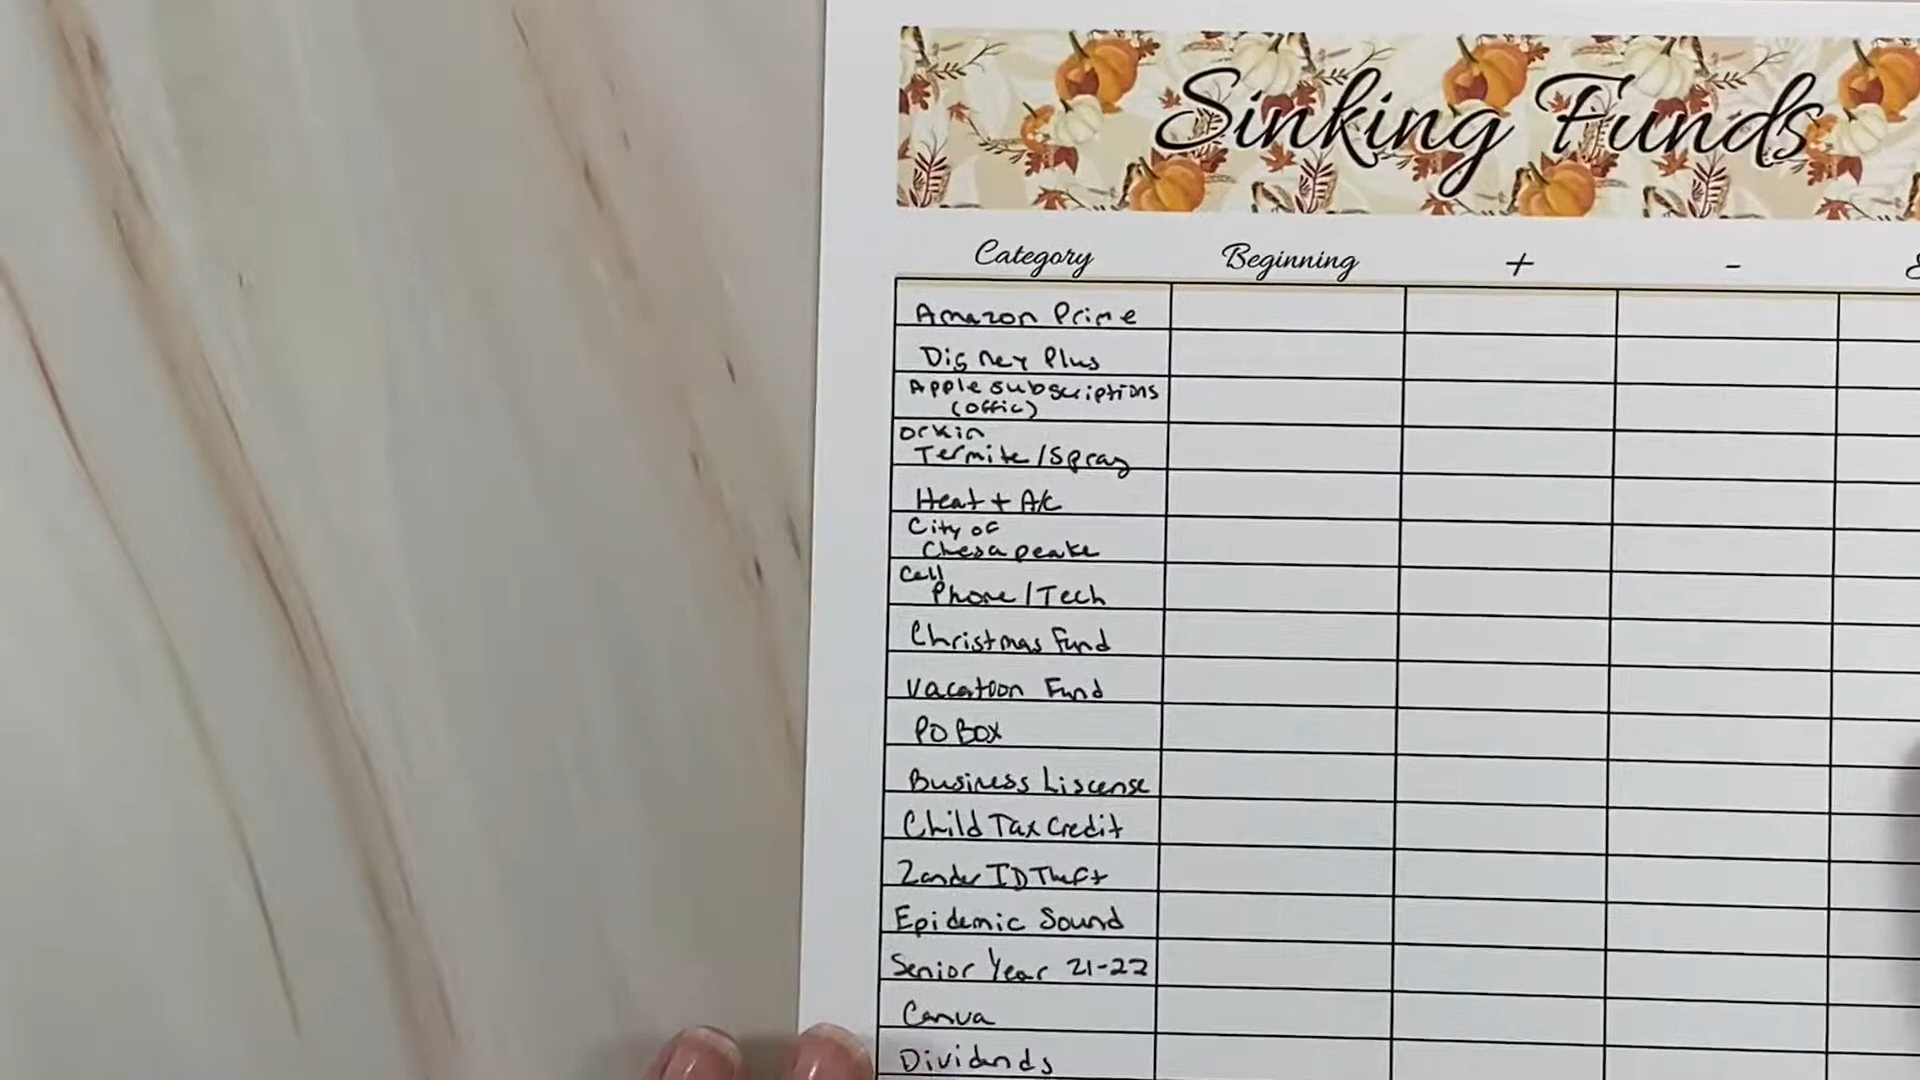 Sinking Funds
Category Beginning + -
Amazon Prime
Disney Plus
Apple subscriptions
(Offic)
Orkin
Termite/Spray
Heat + A/C
City of
Chesapeake
Cell
Phone/Tech
Christmas Fund
Vacatoon Fund
PO BOX
Business Liscense
Child Tax Credit
Zander ID Theft
Epidemic Sound
Senior Year 21-22
Canva
Dividends